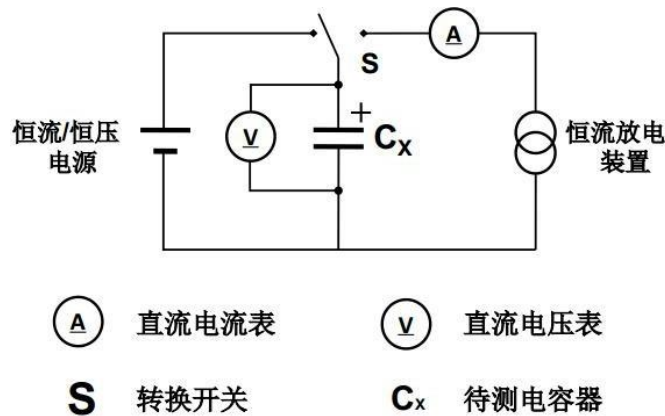 S
A
恒流/恒压
电源
V
+
Cx
恒流放电
装置
A 直流电流表
V 直流电压表
S 转换开关
Cx 待测电容器